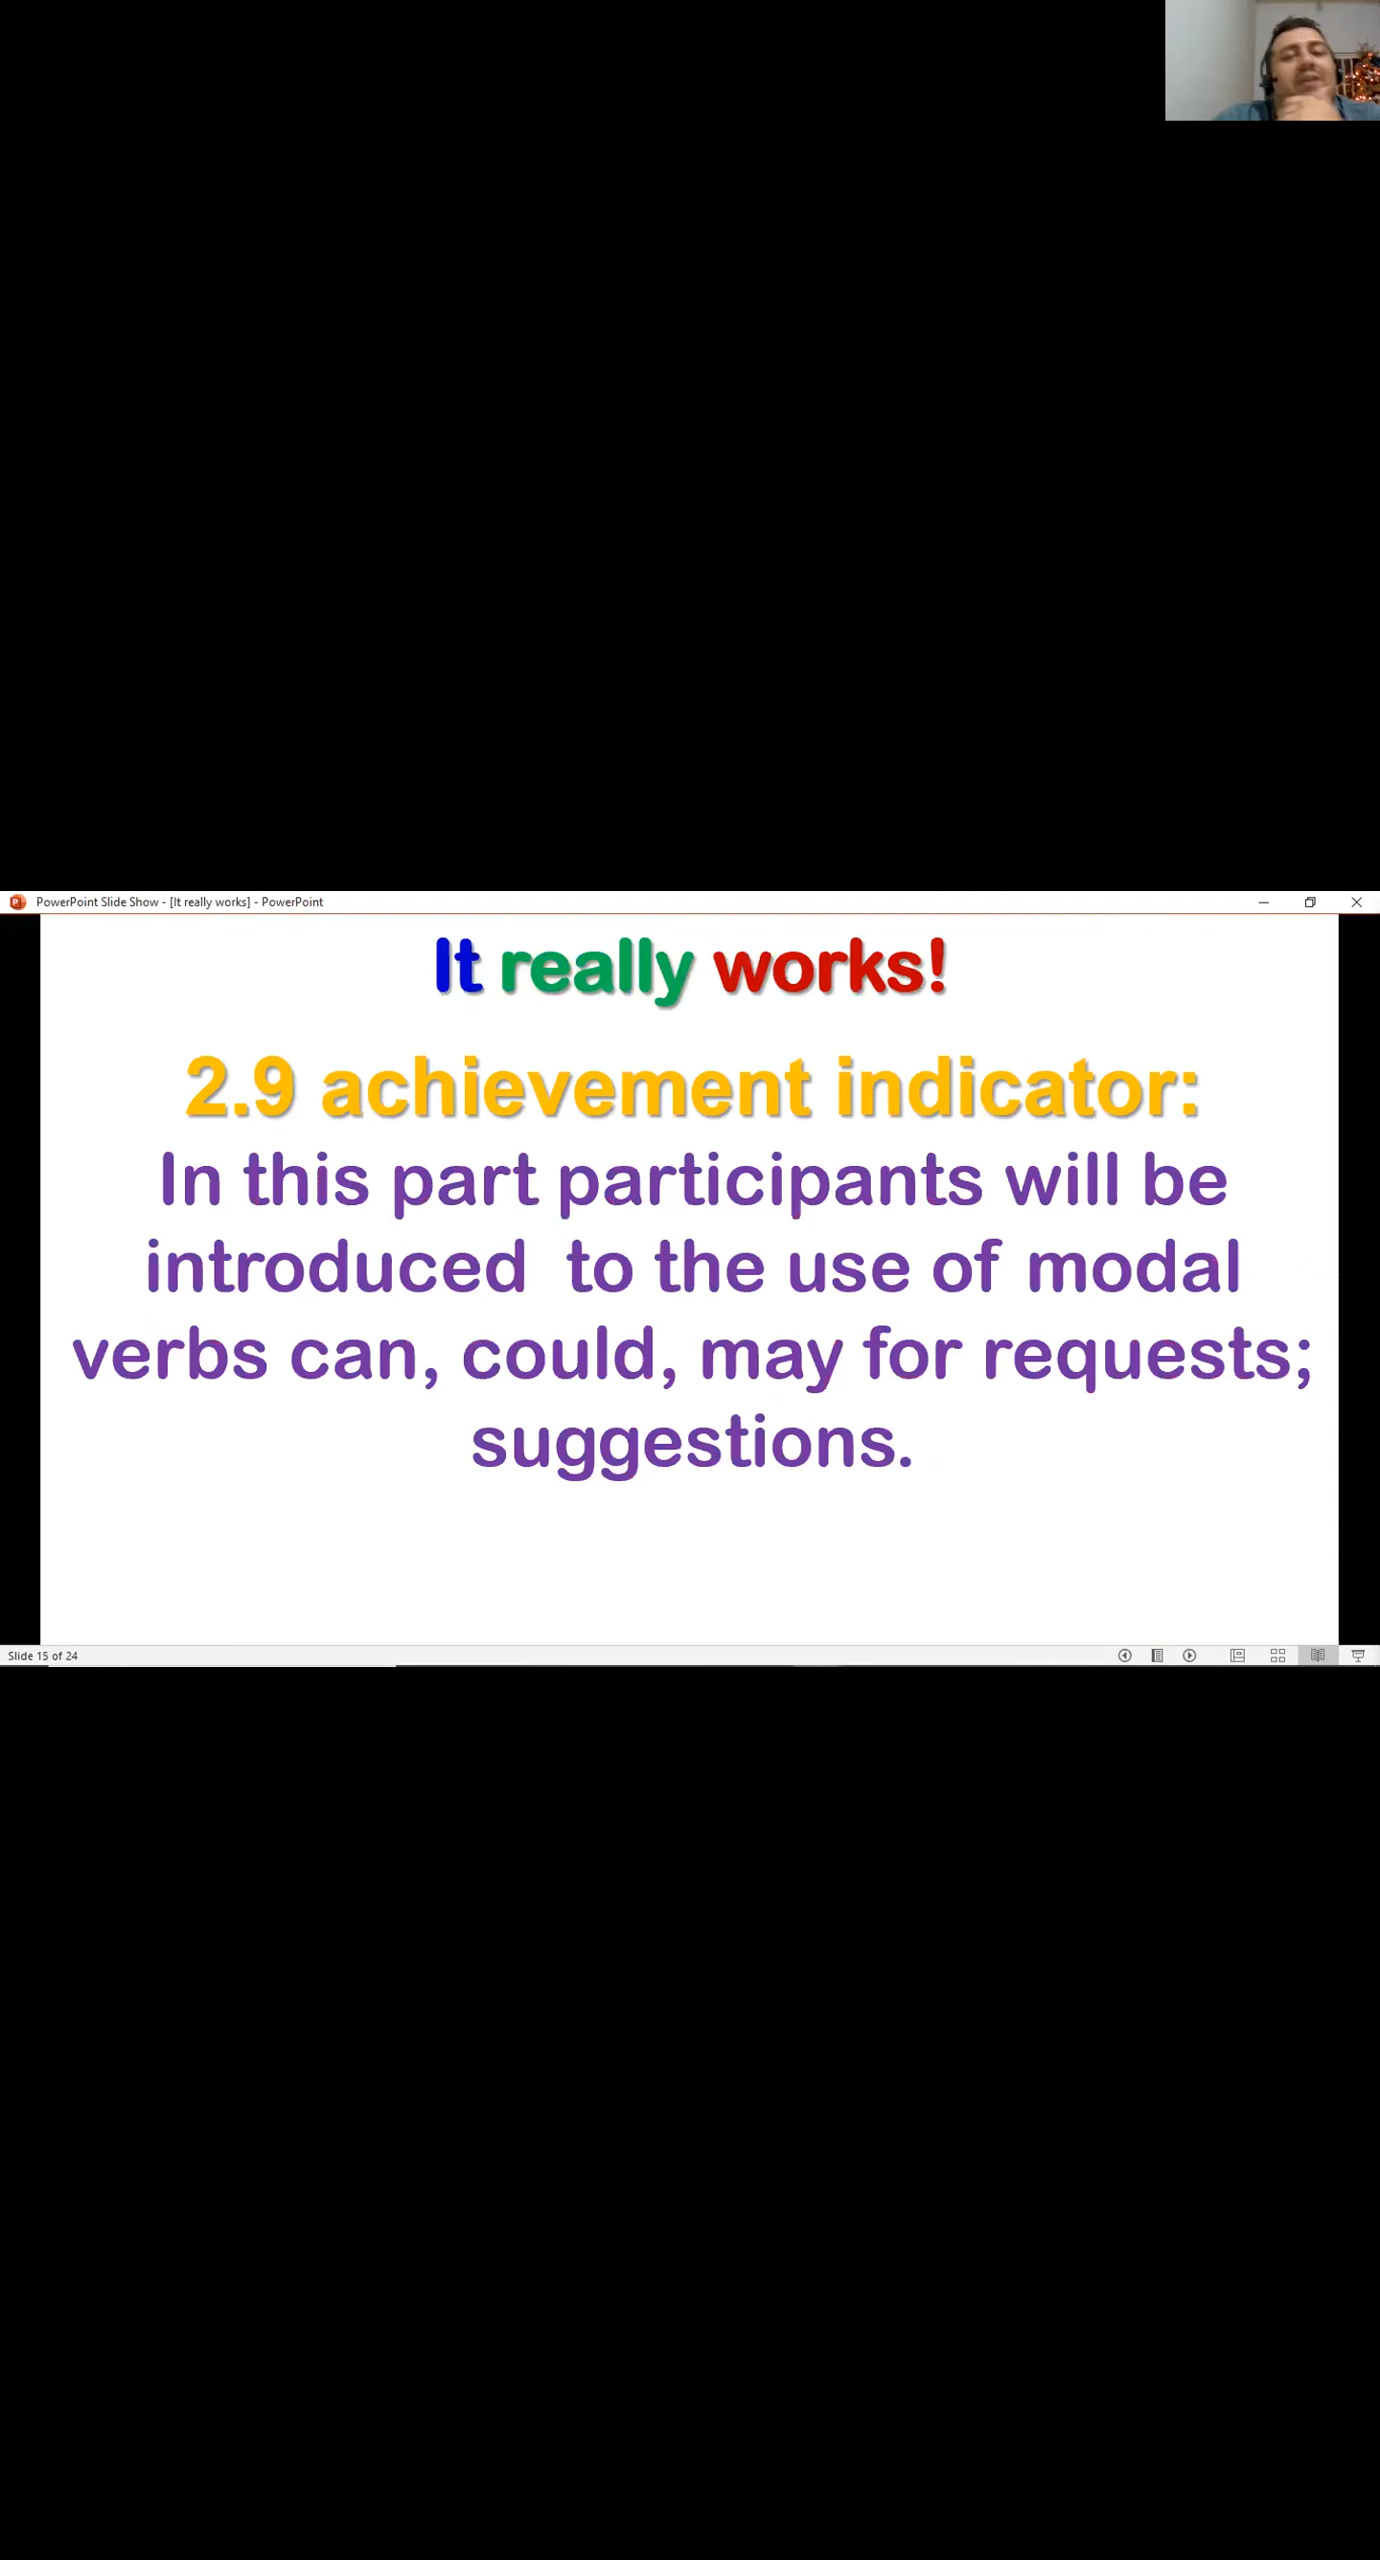 PowerPoint Slide Show - [It really works] - PowerPoint
It really works!
2.9 achievement indicator:
In this part participants will be
introduced  to the use of modal
verbs can, could, may for requests;
suggestions.
Slide 15 of 24